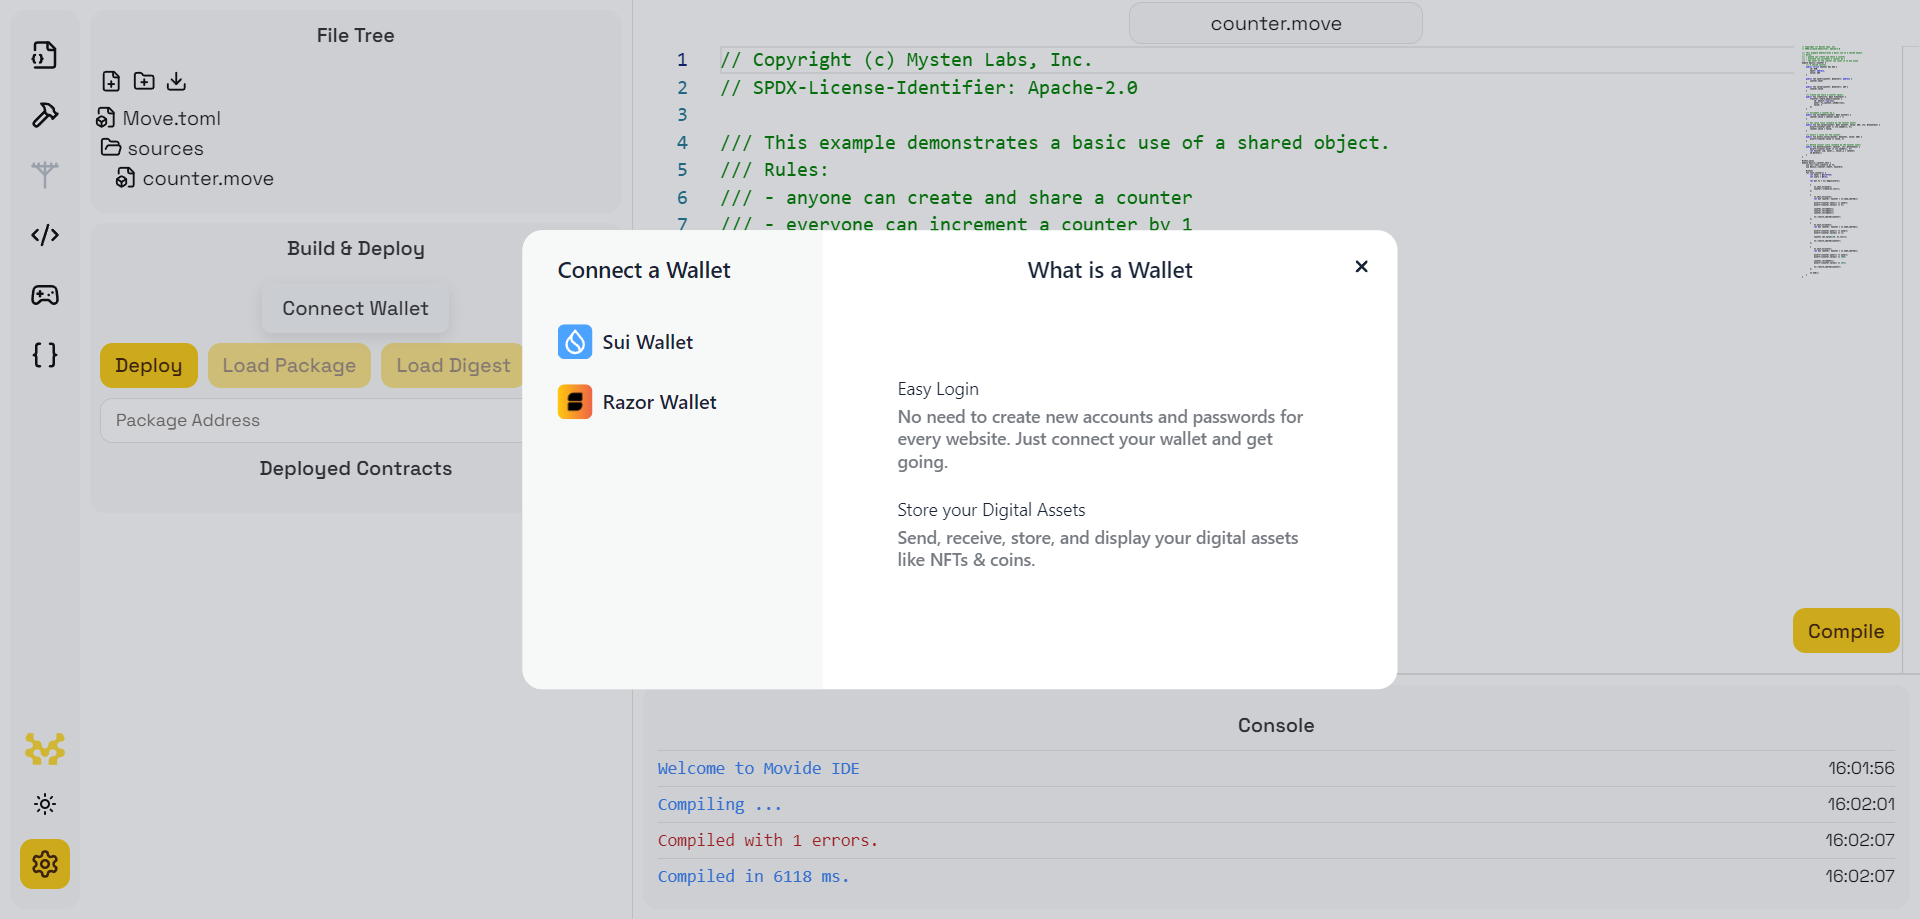 File Tree
Move.toml
sources
counter.move
Build & Deploy
Connect Wallet
Deploy
Load Package
Load Digest
Package Address
Deployed Contracts
counter.move
1 // Copyright (c) Mysten Labs, Inc.
2 // SPDX-License-Identifier: Apache-2.0
3
4 /// This example demonstrates a basic use of a shared object.
5 /// Rules:
6 /// - anyone can create and share a counter
7 /// - everyone can increment a counter by 1
Connect a Wallet
Sui Wallet
Razor Wallet
What is a Wallet
Easy Login
No need to create new accounts and passwords for
every website. Just connect your wallet and get
going.
Store your Digital Assets
Send, receive, store, and display your digital assets
like NFTs & coins.
Compile
Console
Welcome to Movide IDE 16:01:56
Compiling ... 16:02:01
Compiled with 1 errors. 16:02:07
Compiled in 6118 ms. 16:02:07